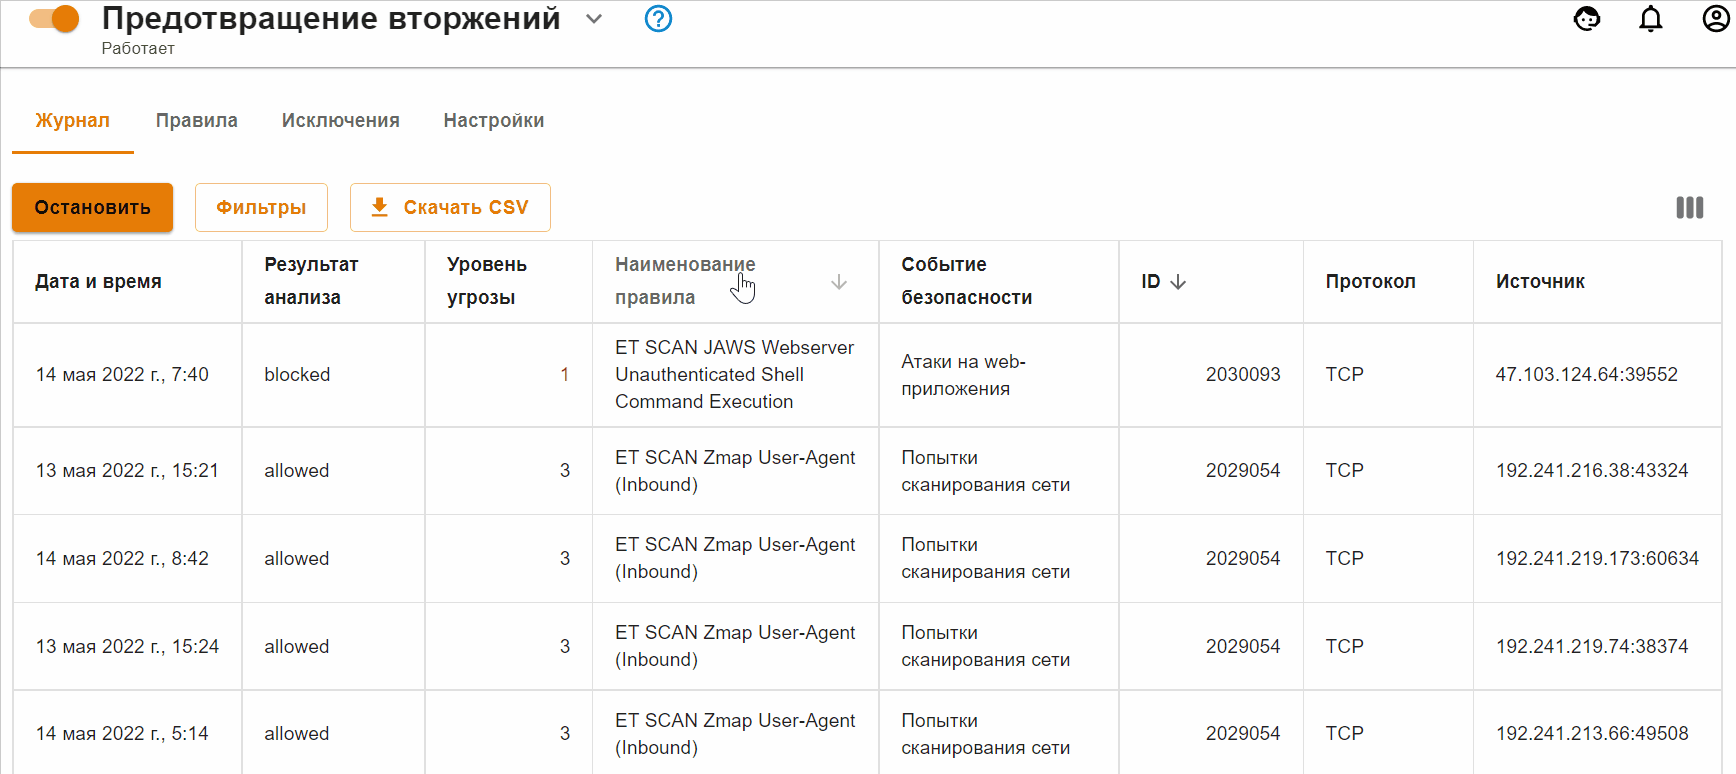 Предотвращение вторжений
Работает
Журнал Правила Исключения Настройки
Остановить Фильтры Скачать CSV
Дата и время Результат анализа Уровень угрозы Наименование правила Событие безопасности ID Протокол Источник
14 мая 2022 г., 7:40 blocked 1 ET SCAN JAWS Webserver Unauthenticated Shell Command Execution Атаки на web-приложения 2030093 TCP 47.103.124.64:39552
13 мая 2022 г., 15:21 allowed 3 ET SCAN Zmap User-Agent (Inbound) Попытки сканирования сети 2029054 TCP 192.241.216.38:43324
14 мая 2022 г., 8:42 allowed 3 ET SCAN Zmap User-Agent (Inbound) Попытки сканирования сети 2029054 TCP 192.241.219.173:60634
13 мая 2022 г., 15:24 allowed 3 ET SCAN Zmap User-Agent (Inbound) Попытки сканирования сети 2029054 TCP 192.241.219.74:38374
14 мая 2022 г., 5:14 allowed 3 ET SCAN Zmap User-Agent (Inbound) Попытки сканирования сети 2029054 TCP 192.241.213.66:49508